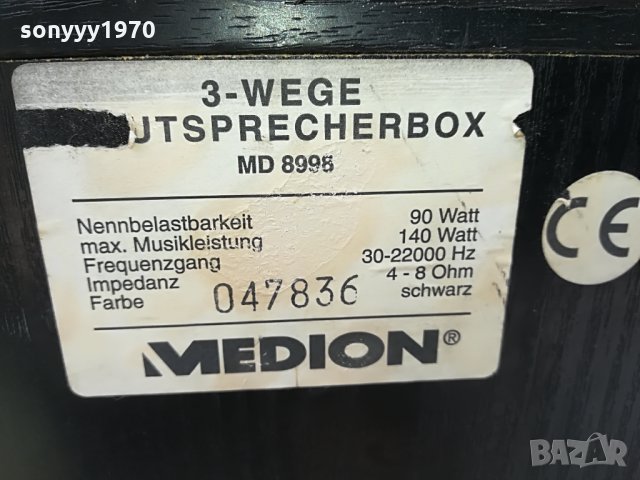 sonyyy1970
3-WEGE
UTSPRECHERBOX
MD 8998
Nennbelastbarkeit 90 Watt
max. Musikleistung 140 Watt
Frequenzgang 30-22000 Hz
Impedanz 4 - 8 Ohm
Farbe 047836 schwarz
MEDION®
CE
BAZAR